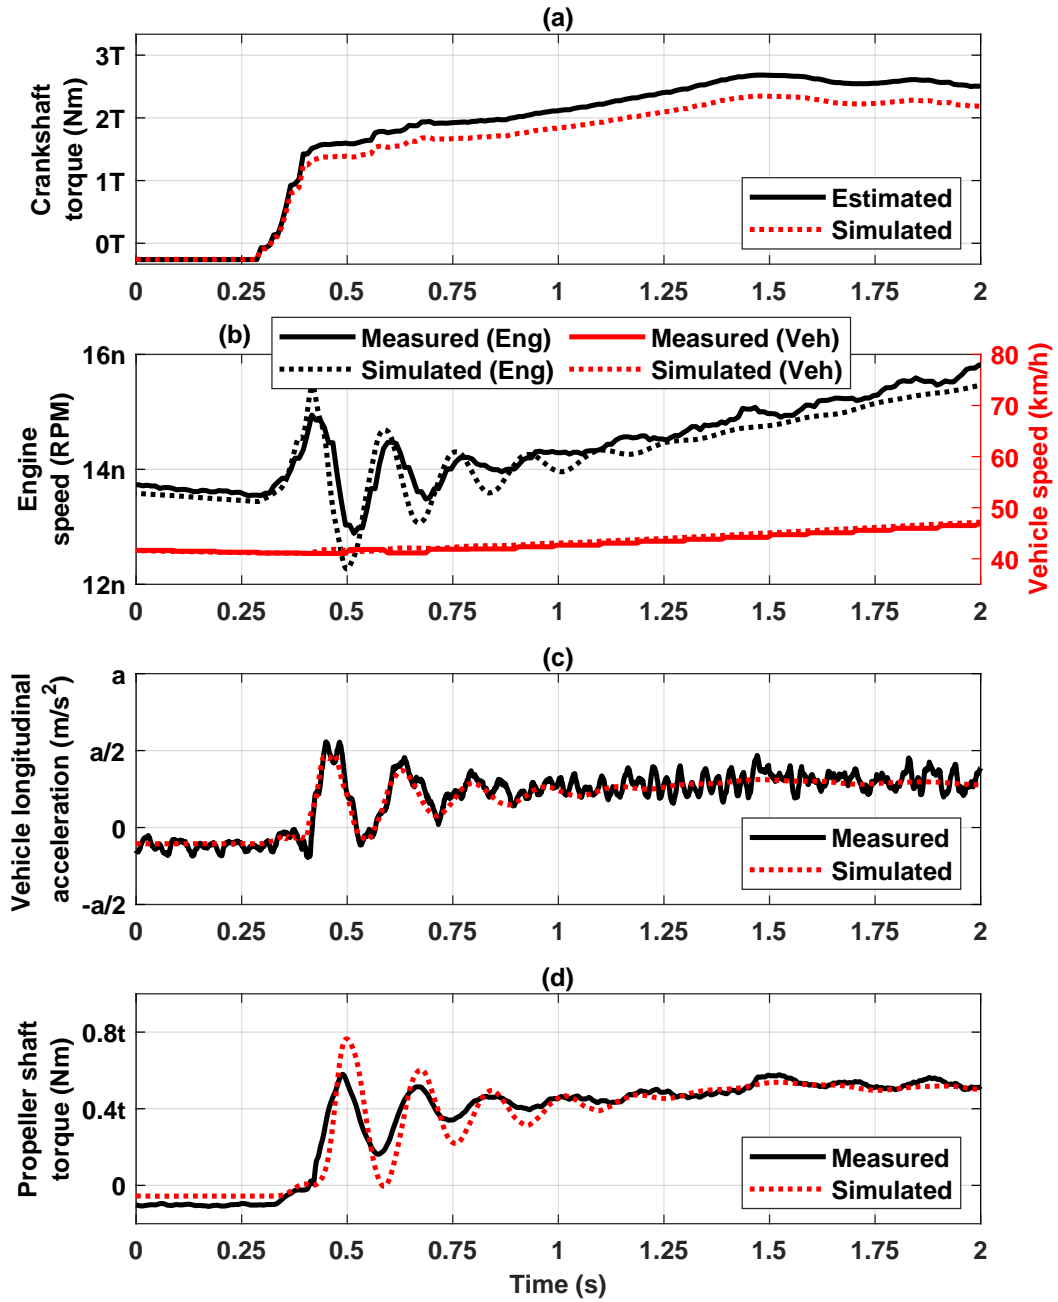 (a)
Crankshaft
torque (Nm)
3T
2T
1T
0T
Estimated
Simulated
0 0.25 0.5 0.75 1 1.25 1.5 1.75 2
(b)
Measured (Eng) Measured (Veh)
Simulated (Eng) Simulated (Veh)
Engine
speed (RPM)
16n
14n
12n
80
70
60
50
40
Vehicle speed (km/h)
0 0.25 0.5 0.75 1 1.25 1.5 1.75 2
(c)
Vehicle longitudinal
acceleration (m/s²)
a
a/2
0
-a/2
Measured
Simulated
0 0.25 0.5 0.75 1 1.25 1.5 1.75 2
(d)
Propeller shaft
torque (Nm)
0.8t
0.4t
0
Measured
Simulated
0 0.25 0.5 0.75 1 1.25 1.5 1.75 2
Time (s)